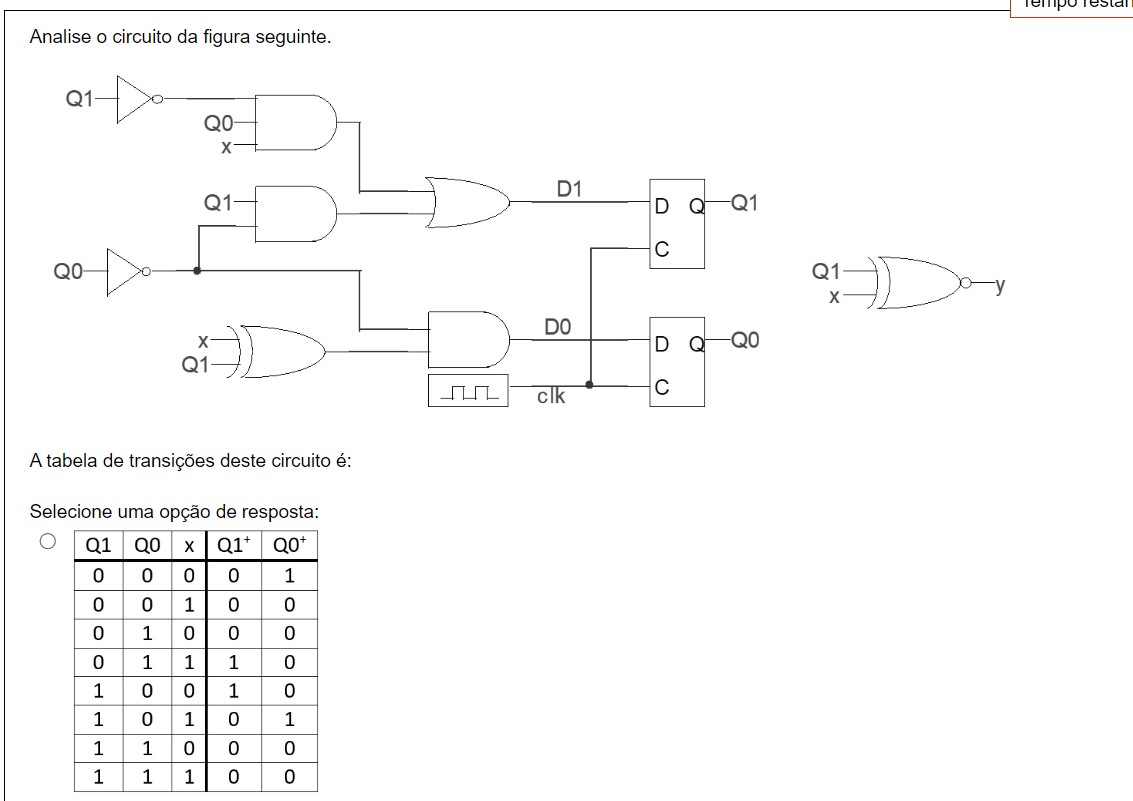 Tempo restan
Analise o circuito da figura seguinte.
Q1
Q0
x
Q1
D1
D Q
Q1
C
Q0
Q1
x
y
x
Q1
D0
D Q
Q0
C
clk
A tabela de transições deste circuito é:
Selecione uma opção de resposta:
Q1 Q0 x Q1+ Q0+
0 0 0 0 1
0 0 1 0 0
0 1 0 0 0
0 1 1 1 0
1 0 0 1 0
1 0 1 0 1
1 1 0 0 0
1 1 1 0 0